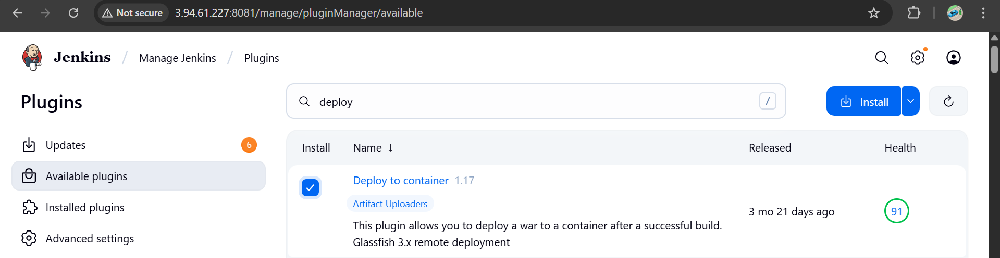 Not secure 3.94.61.227:8081/manage/pluginManager/available
Jenkins / Manage Jenkins / Plugins
Plugins
deploy /
Install
Updates 6
Available plugins
Installed plugins
Advanced settings
Install Name ↓ Released Health
Deploy to container 1.17
Artifact Uploaders
This plugin allows you to deploy a war to a container after a successful build.
Glassfish 3.x remote deployment
3 mo 21 days ago
91